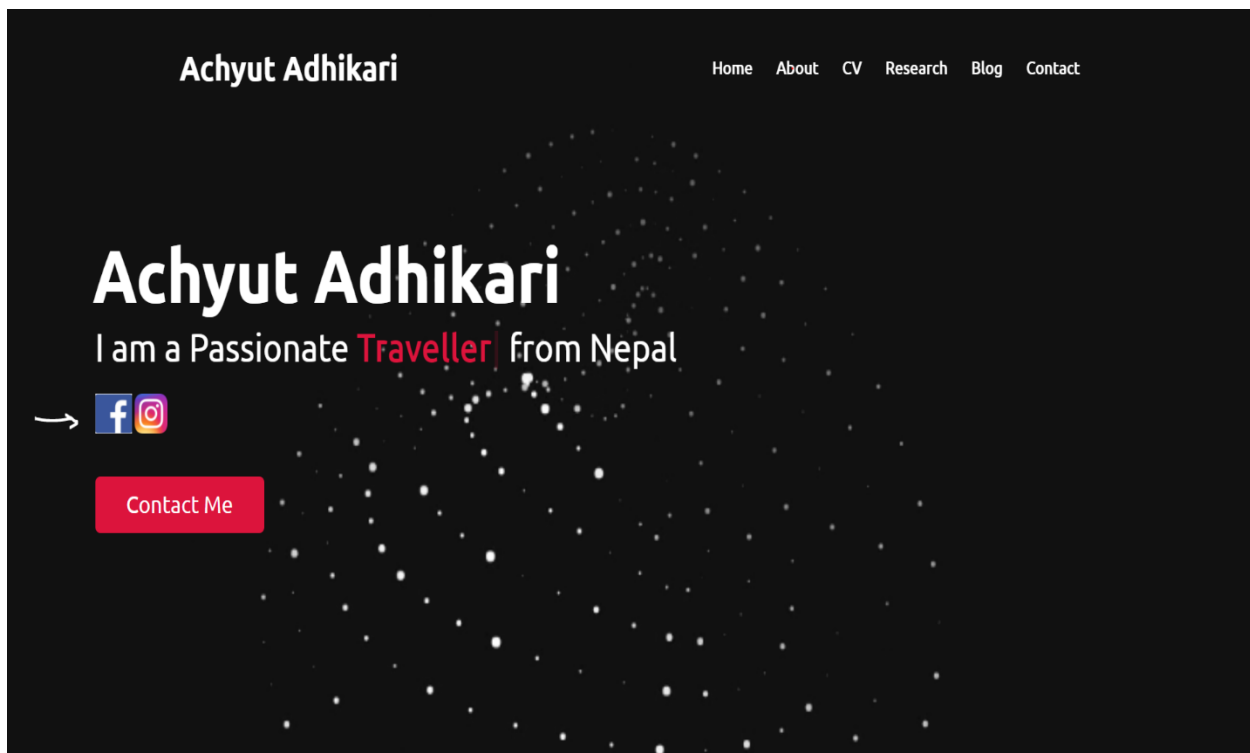 Achyut Adhikari
Home About CV Research Blog Contact
Achyut Adhikari
I am a Passionate Traveller from Nepal
Contact Me